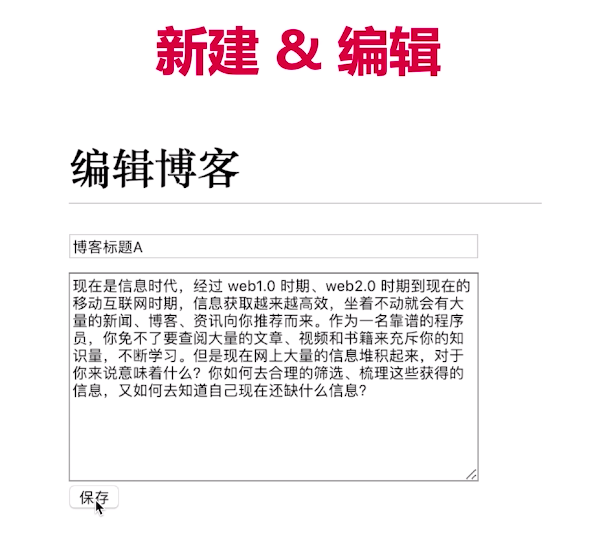 新建 & 编辑
编辑博客
博客标题A
现在是信息时代，经过 web1.0 时期、web2.0 时期到现在的
移动互联网时期，信息获取越来越高效，坐着不动就会有大
量的新闻、博客、资讯向你推荐而来。作为一名靠谱的程序
员，你免不了要查阅大量的文章、视频和书籍来充斥你的知
识量，不断学习。但是现在网上大量的信息堆积起来，对于
你来说意味着什么？你如何去合理的筛选、梳理这些获得的
信息，又如何去知道自己现在还缺什么信息？
保存